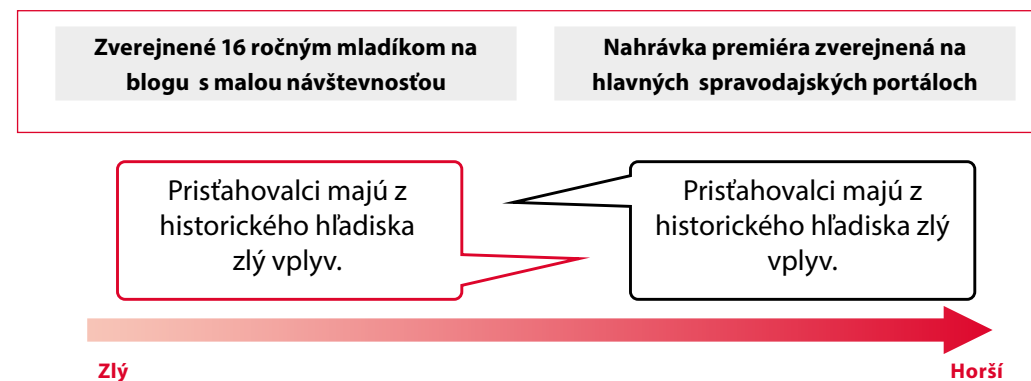 Zverejnené 16 ročným mladíkom na
blogu s malou návštevnosťou
Nahrávka premiéra zverejnená na
hlavných spravodajských portáloch
Prisťahovalci majú z
historického hľadiska
zlý vplyv.
Prisťahovalci majú z
historického hľadiska zlý
vplyv.
Zlý
Horší